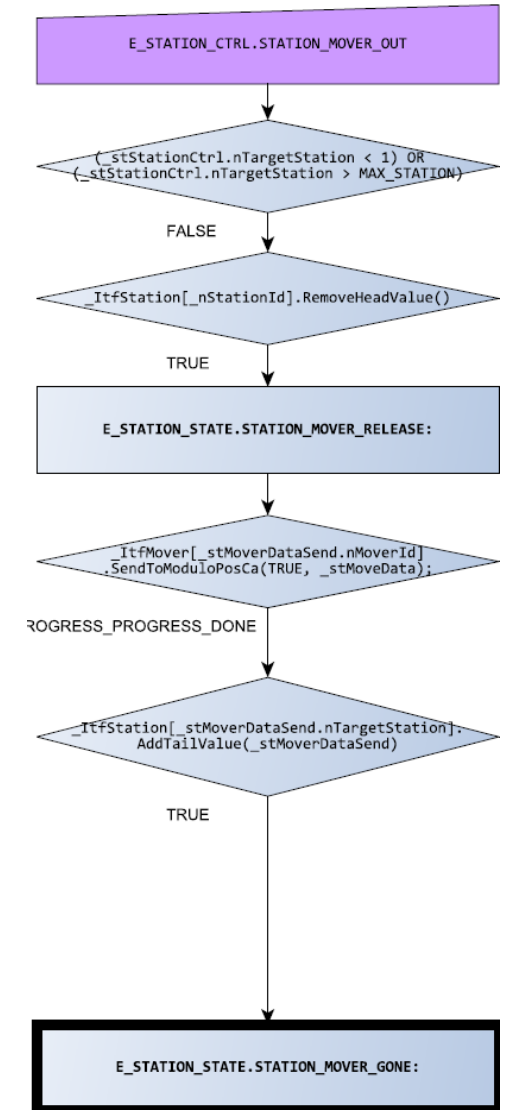 E_STATION_CTRL.STATION_MOVER_OUT
(_stStationCtrl.nTargetStation < 1) OR
(_stStationCtrl.nTargetStation > MAX_STATION)
FALSE
_ItfStation[_nStationId].RemoveHeadValue()
TRUE
E_STATION_STATE.STATION_MOVER_RELEASE:
_ItfMover[_stMoverDataSend.nMoverId]
.SendToModuloPosCa(TRUE, _stMoveData);
ROGRESS_PROGRESS_DONE
_ItfStation[_stMoverDataSend.nTargetStation].
AddTailValue(_stMoverDataSend)
TRUE
E_STATION_STATE.STATION_MOVER_GONE: